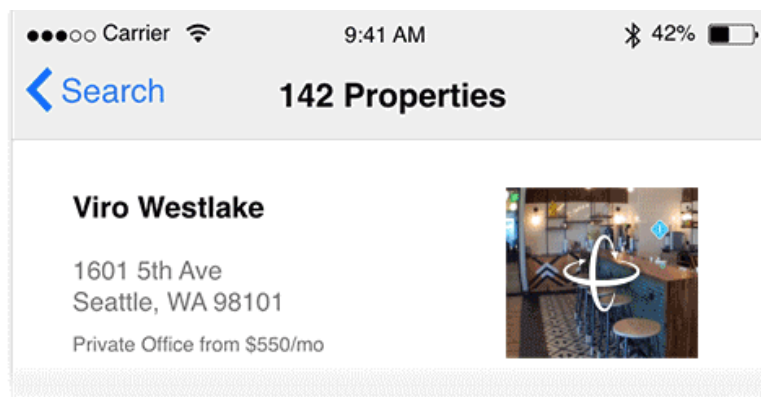 Carrier 9:41 AM 42%
Search 142 Properties
Viro Westlake
1601 5th Ave
Seattle, WA 98101
Private Office from $550/mo